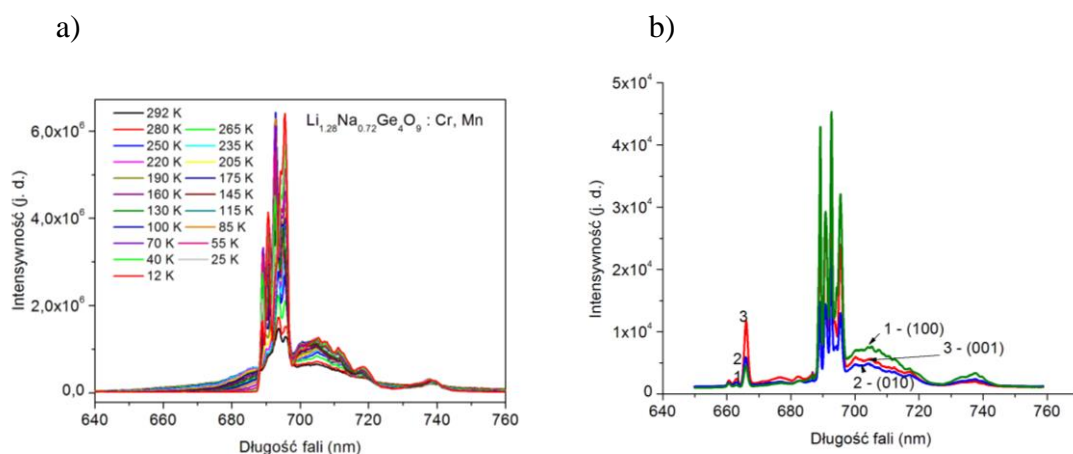 a)
b)
Intensywność (j. d.)
6,0x10⁶
4,0x10⁶
2,0x10⁶
0,0
292 K
280 K 265 K
250 K 235 K
220 K 205 K
190 K 175 K
160 K 145 K
130 K 115 K
100 K 85 K
70 K 55 K
40 K 25 K
12 K
Li₁.₂₈Na₀.₇₂Ge₄O₉ : Cr, Mn
640 660 680 700 720 740 760
Długość fali (nm)
Intensywność (j. d.)
5x10⁴
4x10⁴
3x10⁴
2x10⁴
1x10⁴
0
3
2
1
1 - (100)
3 - (001)
2 - (010)
640 660 680 700 720 740 760
Długość fali (nm)